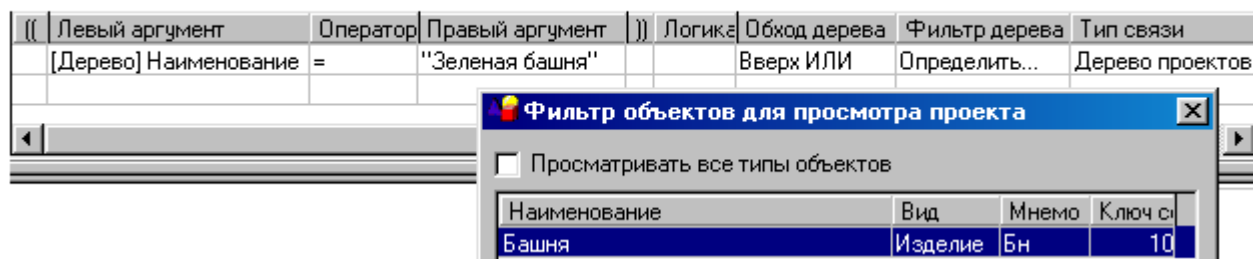 (( Левый аргумент Оператор Правый аргумент )) Логика Обход дерева Фильтр дерева Тип связи
[Дерево] Наименование = "Зеленая башня" Вверх ИЛИ Определить... Дерево проектов
Фильтр объектов для просмотра проекта
Просматривать все типы объектов
Наименование Вид Мнемо Ключ
Башня Изделие Бн 10